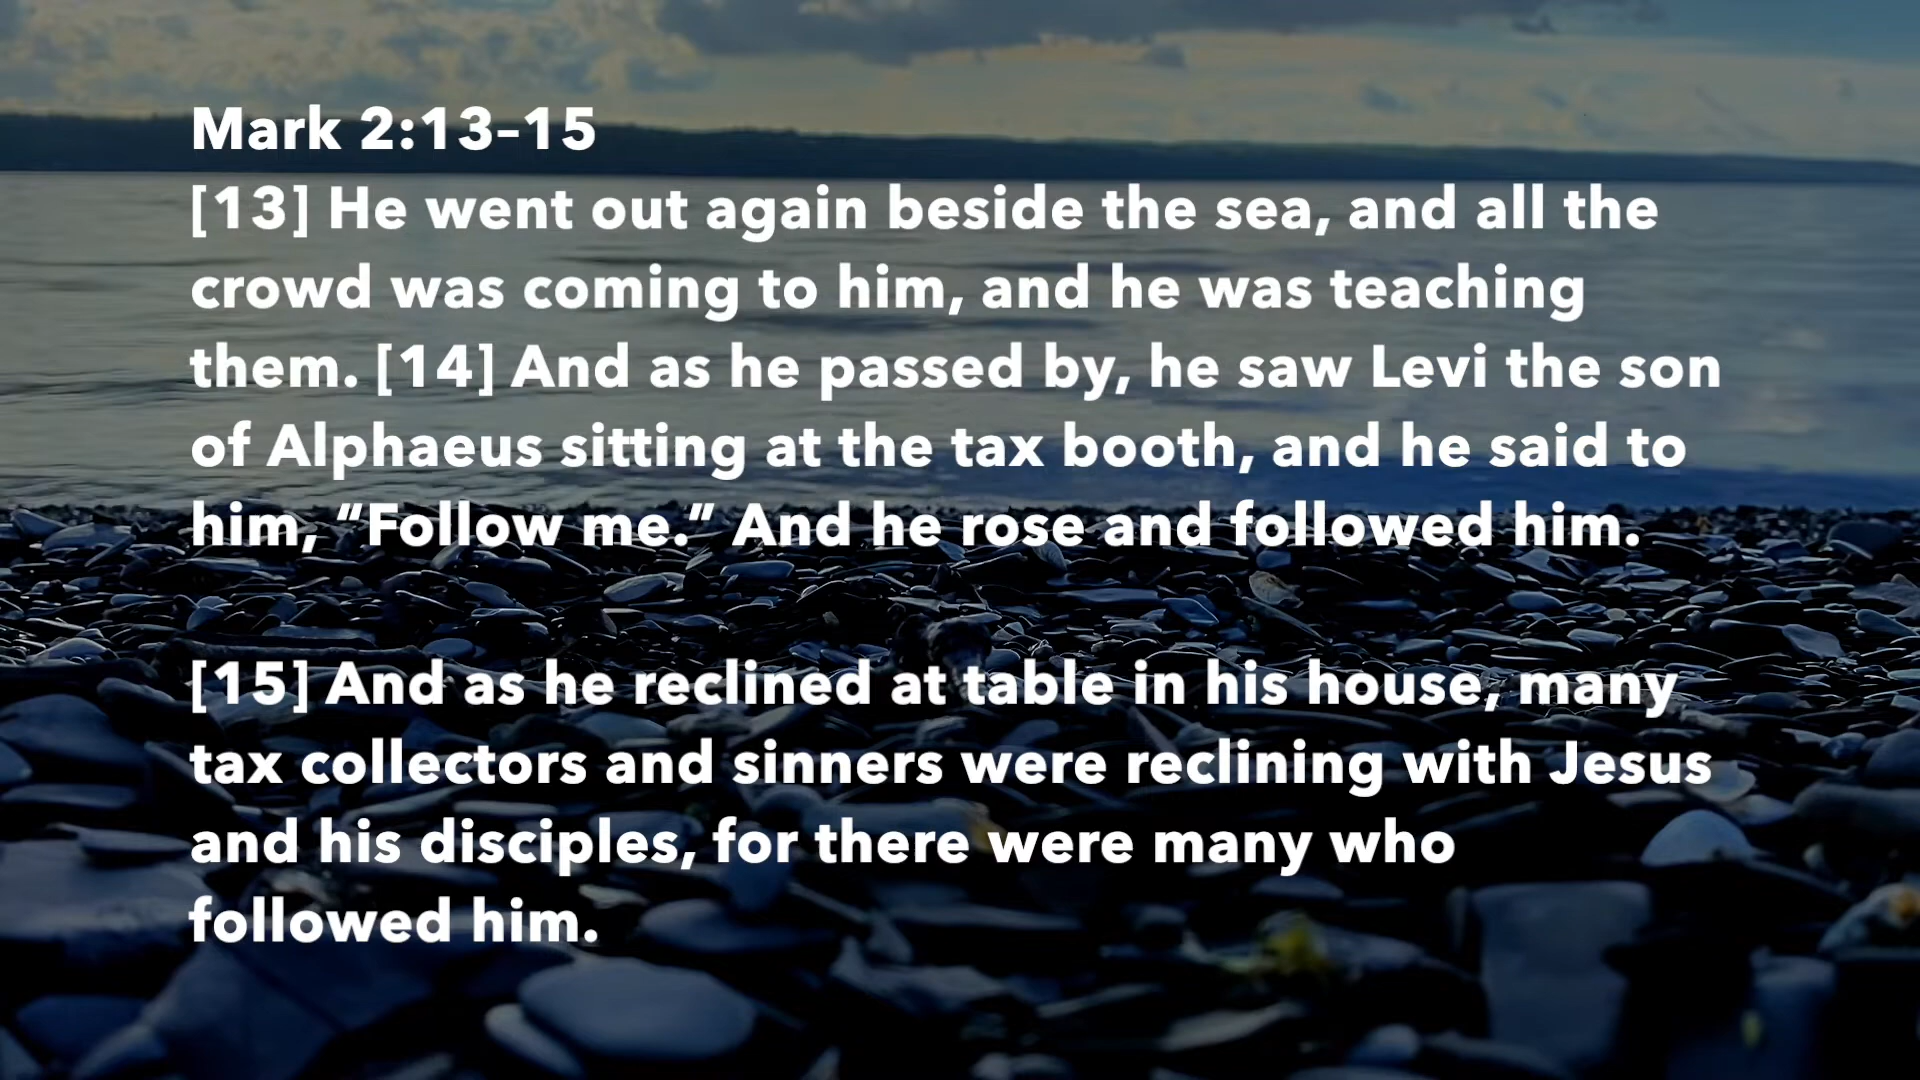 Mark 2:13–15
[13] He went out again beside the sea, and all the
crowd was coming to him, and he was teaching
them. [14] And as he passed by, he saw Levi the son
of Alphaeus sitting at the tax booth, and he said to
him, “Follow me.” And he rose and followed him.
[15] And as he reclined at table in his house, many
tax collectors and sinners were reclining with Jesus
and his disciples, for there were many who
followed him.